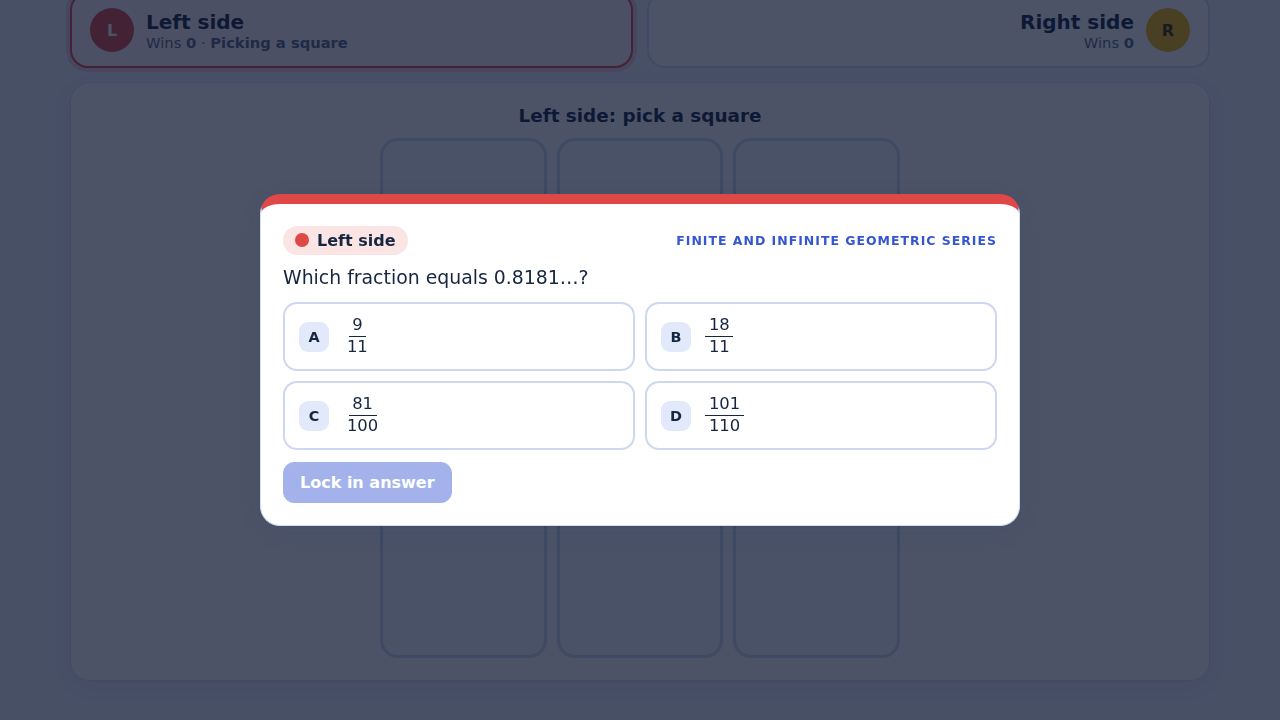 L
Left side
Wins 0 · Picking a square
Right side
Wins 0
R
Left side: pick a square
Left side
FINITE AND INFINITE GEOMETRIC SERIES
Which fraction equals 0.8181…?
A
9
11
B
18
11
C
81
100
D
101
110
Lock in answer